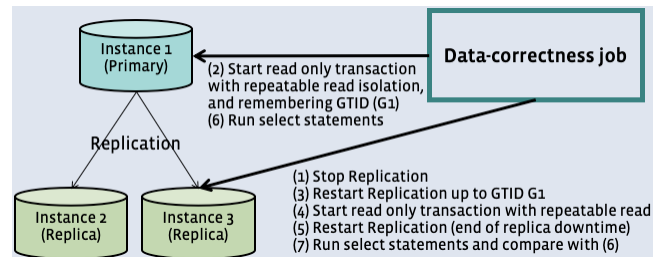 Instance 1
(Primary)
Data-correctness job
(2) Start read only transaction
with repeatable read isolation,
and remembering GTID (G1)
(6) Run select statements
Replication
Instance 2
(Replica)
Instance 3
(Replica)
(1) Stop Replication
(3) Restart Replication up to GTID G1
(4) Start read only transaction with repeatable read
(5) Restart Replication (end of replica downtime)
(7) Run select statements and compare with (6)